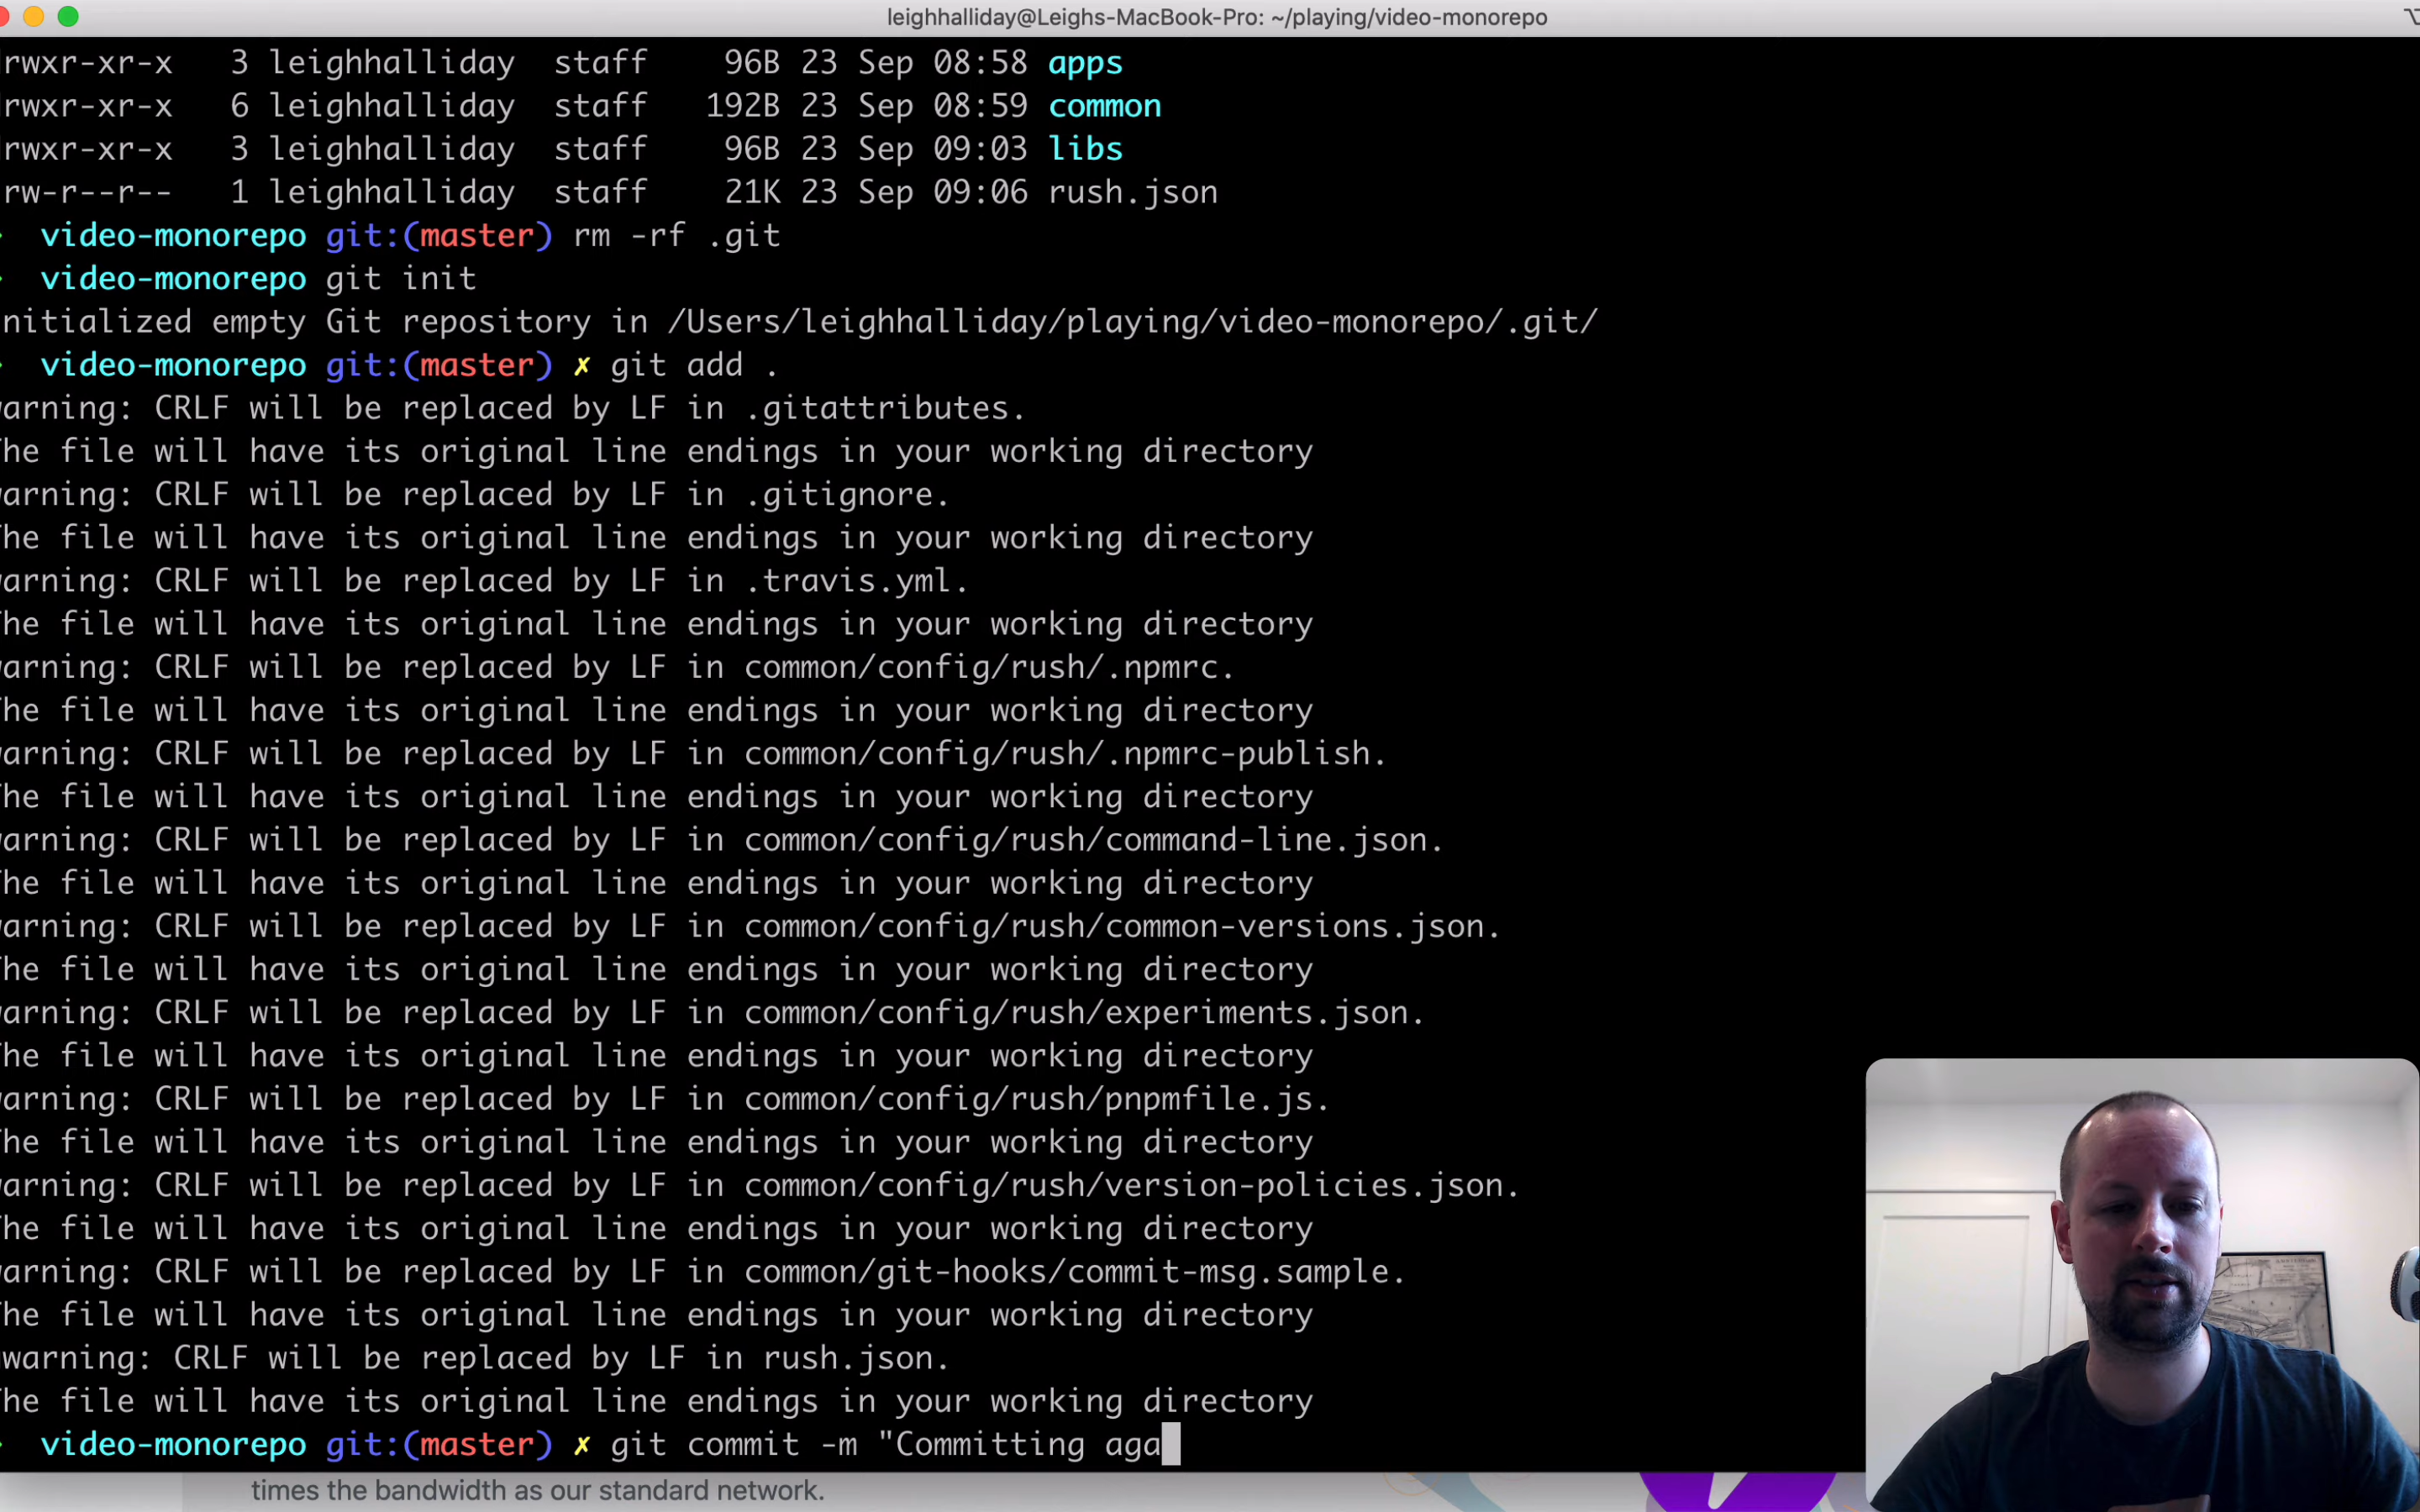 leighhalliday@Leighs-MacBook-Pro: ~/playing/video-monorepo
rwxr-xr-x 3 leighhalliday staff 96B 23 Sep 08:58 apps
rwxr-xr-x 6 leighhalliday staff 192B 23 Sep 08:59 common
rwxr-xr-x 3 leighhalliday staff 96B 23 Sep 09:03 libs
rw-r--r-- 1 leighhalliday staff 21K 23 Sep 09:06 rush.json
video-monorepo git:(master) rm -rf .git
video-monorepo git init
nitialized empty Git repository in /Users/leighhalliday/playing/video-monorepo/.git/
video-monorepo git:(master) ✗ git add .
arning: CRLF will be replaced by LF in .gitattributes.
he file will have its original line endings in your working directory
arning: CRLF will be replaced by LF in .gitignore.
he file will have its original line endings in your working directory
arning: CRLF will be replaced by LF in .travis.yml.
he file will have its original line endings in your working directory
arning: CRLF will be replaced by LF in common/config/rush/.npmrc.
he file will have its original line endings in your working directory
arning: CRLF will be replaced by LF in common/config/rush/.npmrc-publish.
he file will have its original line endings in your working directory
arning: CRLF will be replaced by LF in common/config/rush/command-line.json.
he file will have its original line endings in your working directory
arning: CRLF will be replaced by LF in common/config/rush/common-versions.json.
he file will have its original line endings in your working directory
arning: CRLF will be replaced by LF in common/config/rush/experiments.json.
he file will have its original line endings in your working directory
arning: CRLF will be replaced by LF in common/config/rush/pnpmfile.js.
he file will have its original line endings in your working directory
arning: CRLF will be replaced by LF in common/config/rush/version-policies.json.
he file will have its original line endings in your working directory
arning: CRLF will be replaced by LF in common/git-hooks/commit-msg.sample.
he file will have its original line endings in your working directory
warning: CRLF will be replaced by LF in rush.json.
he file will have its original line endings in your working directory
video-monorepo git:(master) ✗ git commit -m "Committing aga
times the bandwidth as our standard network.